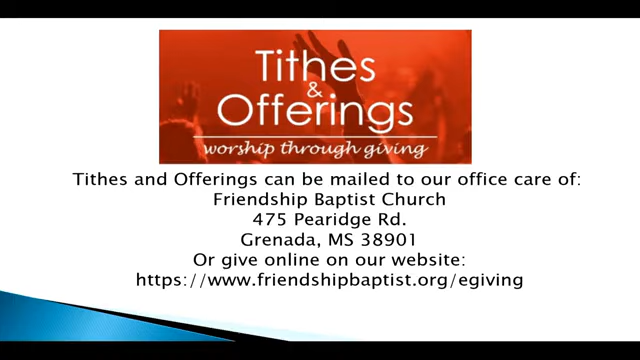 Tithes
&
Offerings
worship through giving
Tithes and Offerings can be mailed to our office care of:
Friendship Baptist Church
475 Pearidge Rd.
Grenada, MS 38901
Or give online on our website:
https://www.friendshipbaptist.org/egiving